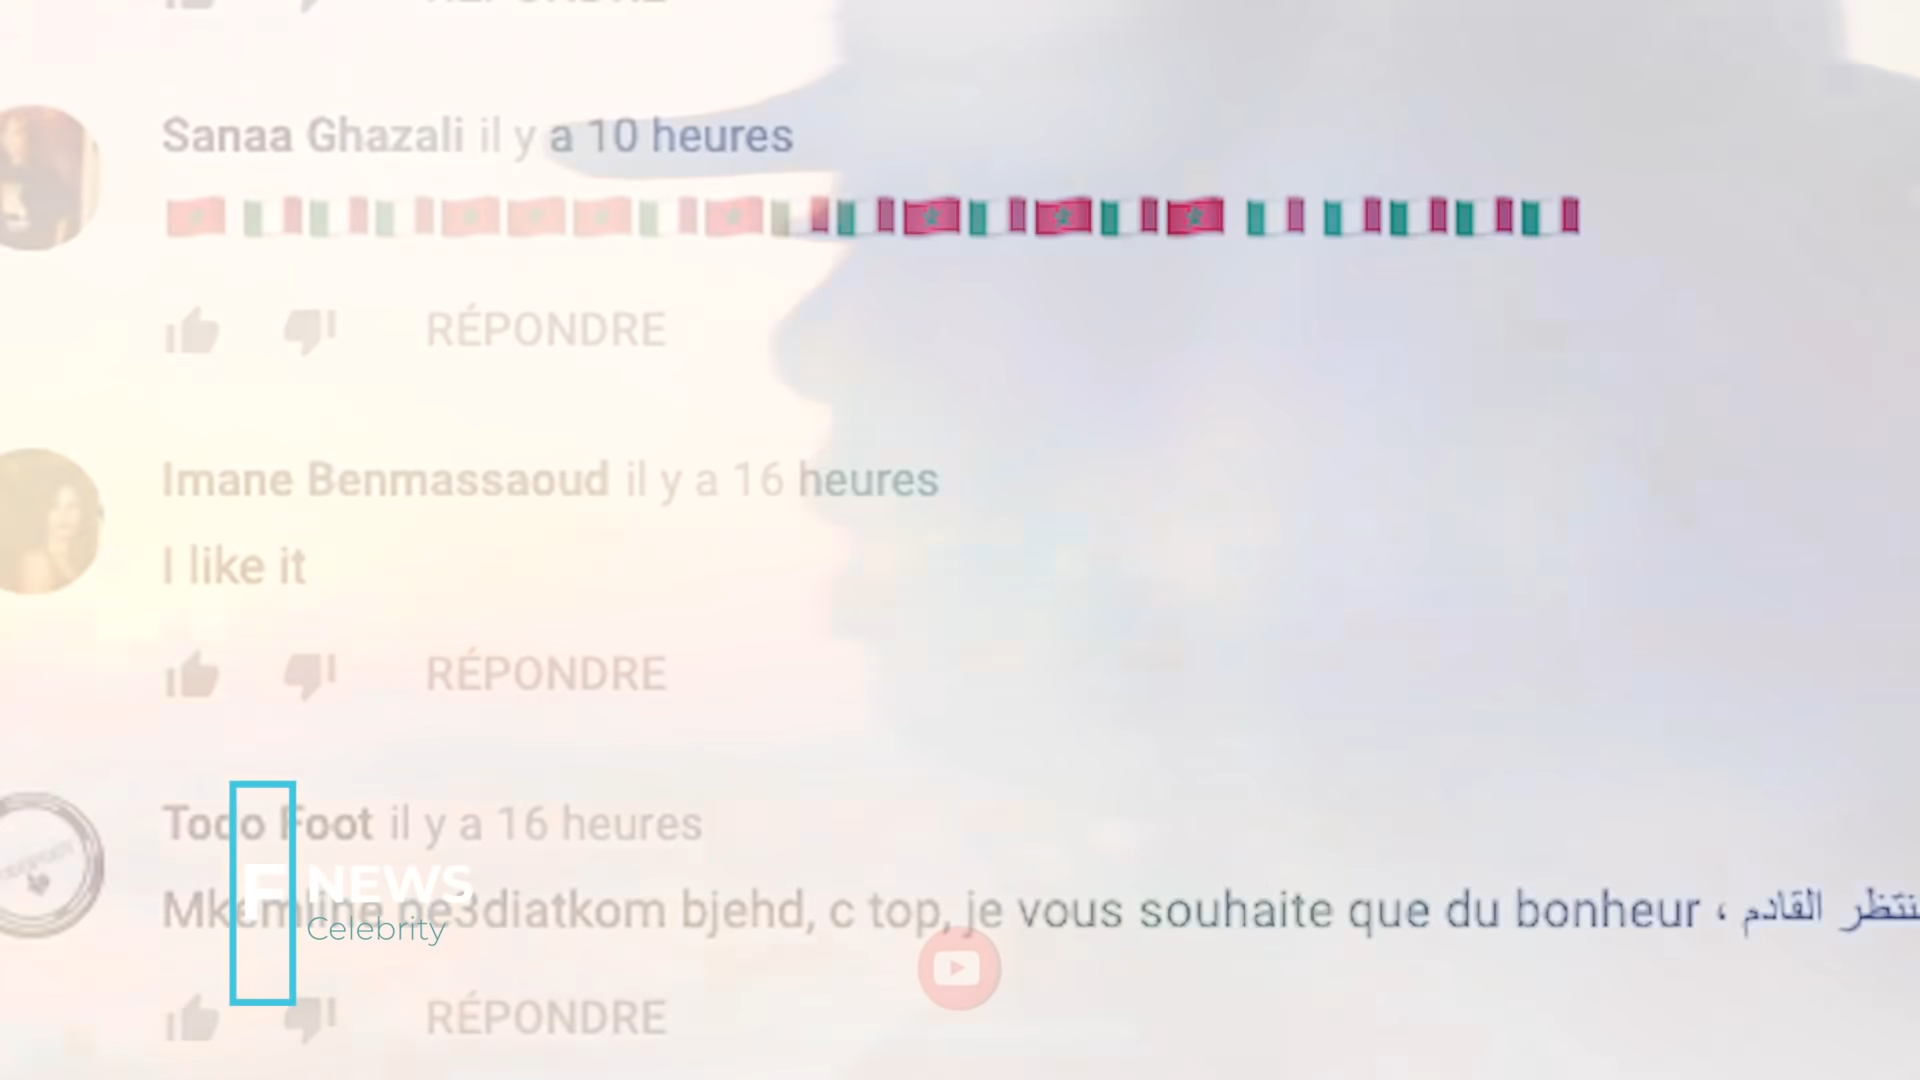 RÉPONDRE
Sanaa Ghazali il y a 10 heures
🇲🇦 🇮🇹🇮🇹🇮🇹🇲🇦🇲🇦🇲🇦🇮🇹🇲🇦🇮🇹🇮🇹🇲🇦🇮🇹🇲🇦🇮🇹🇲🇦 🇮🇹 🇮🇹🇮🇹🇮🇹🇮🇹
RÉPONDRE
Imane Benmassaoud il y a 16 heures
I like it
RÉPONDRE
Todo Foot il y a 16 heures
bjehd, c top, je vous souhaite que du bonheur ، القادم
F NEWS
Celebrity
RÉPONDRE